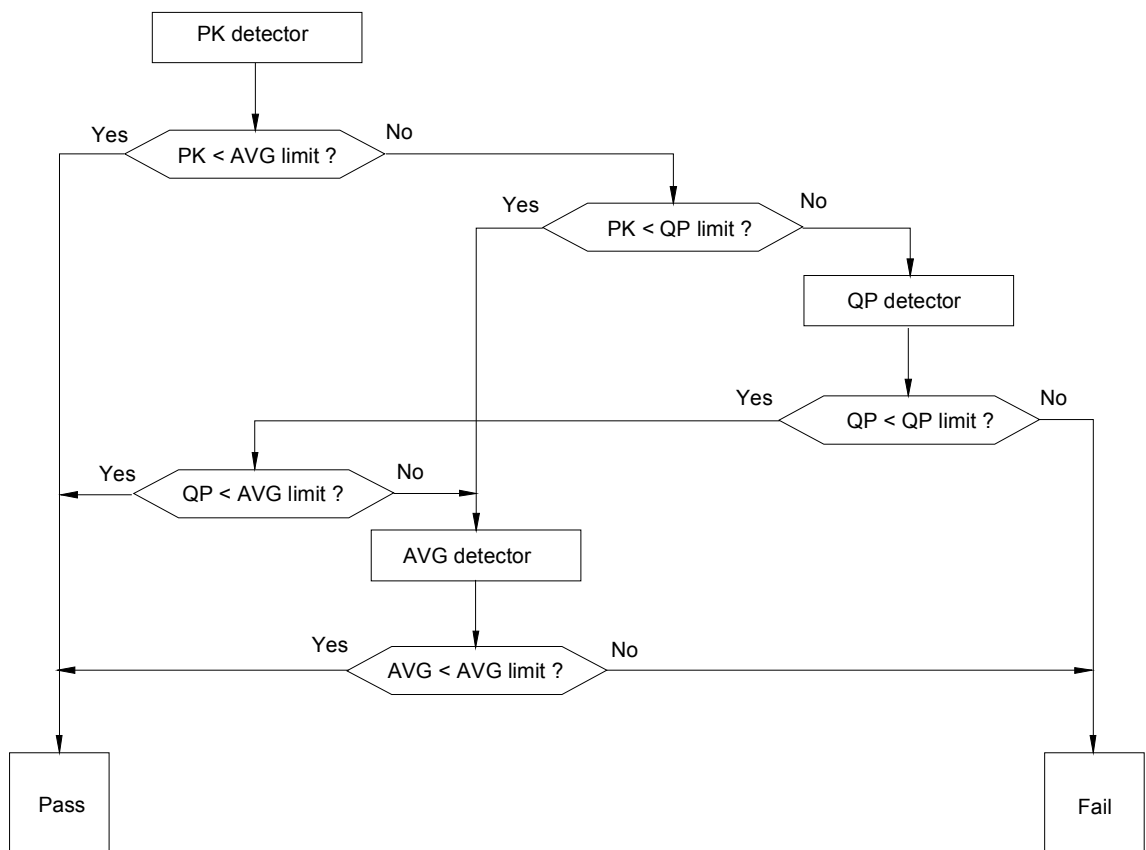 PK detector
Yes
No
PK < AVG limit ?
Yes
No
PK < QP limit ?
QP detector
Yes
No
QP < QP limit ?
Yes
No
QP < AVG limit ?
AVG detector
Yes
No
AVG < AVG limit ?
Pass
Fail